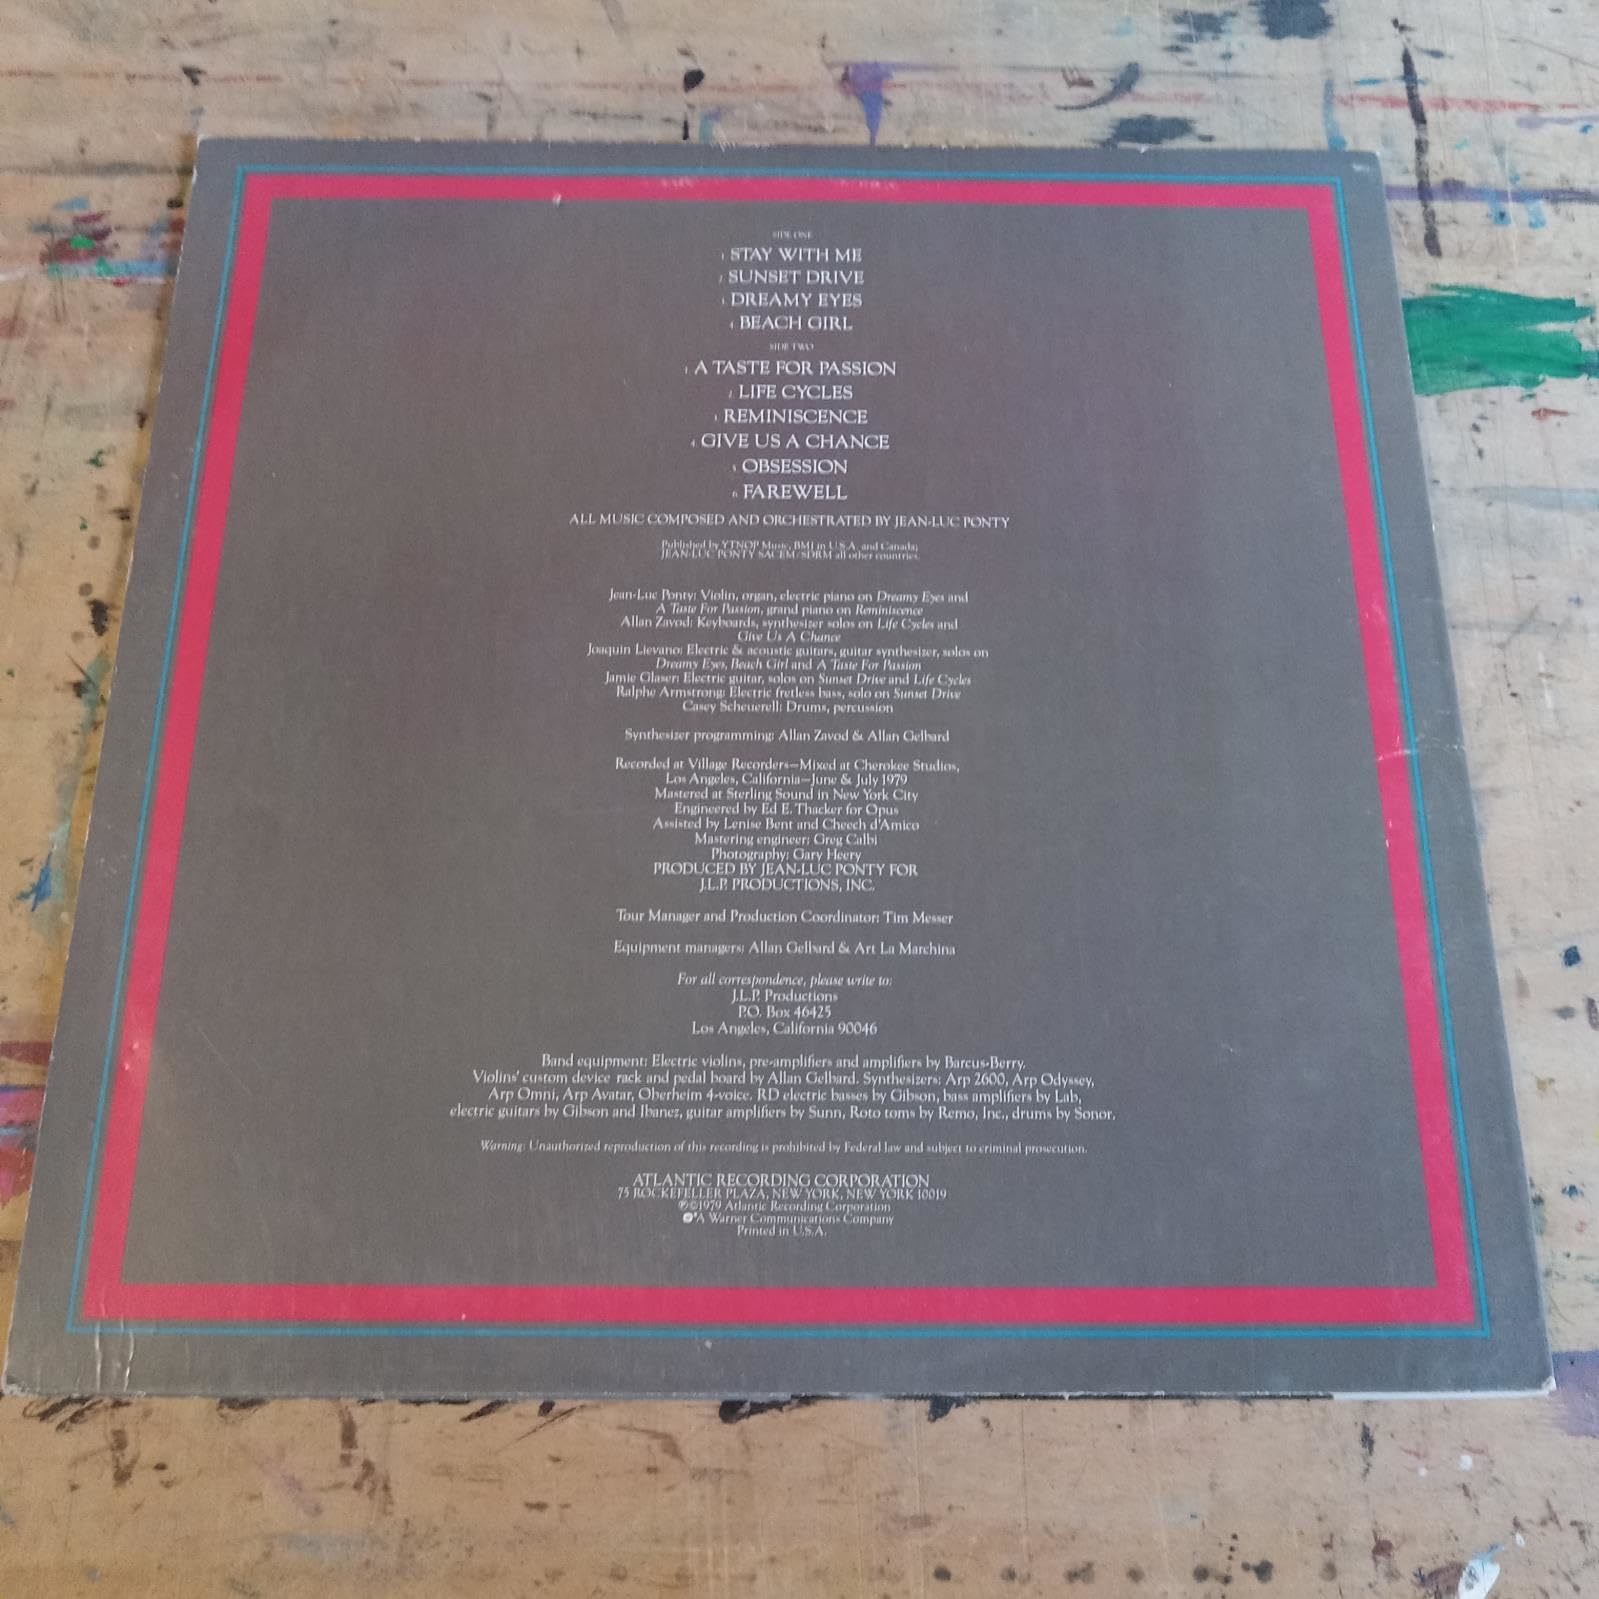 SIDE ONE
1 STAY WITH ME
2 SUNSET DRIVE
3 DREAMY EYES
4 BEACH GIRL
SIDE TWO
1 A TASTE FOR PASSION
2 LIFE CYCLES
3 REMINISCENCE
4. GIVE US A CHANCE
5. OBSESSION
6. FAREWELL
ALL MUSIC COMPOSED AND ORCHESTRATED BY JEAN-LUC PONTY
Published by YTNOP Music, BMI in U.S.A. and Canada;
JEAN-LUC PONTY SACEM/SDRM all other countries.
Jean-Luc Ponty: Violin, organ, electric piano on Dreamy Eyes and
A Taste For Passion, grand piano on Reminiscence
Allan Zavod: Keyboards, synthesizer solos on Life Cycles and
Give Us A Chance
Joaquin Lievano: Electric & acoustic guitars, guitar synthesizer, solos on
Dreamy Eyes, Beach Girl and A Taste For Passion
Jamie Glaser: Electric guitar, solos on Sunset Drive and Life Cycles
Ralphe Armstrong: Electric fretless bass, solo on Sunset Drive
Casey Scheuerell: Drums, percussion
Synthesizer programming: Allan Zavod & Allan Gelbard
Recorded at Village Recorders—Mixed at Cherokee Studios,
Los Angeles, California—June & July 1979
Mastered at Sterling Sound in New York City
Engineered by Ed E. Thacker for Opus
Assisted by Lenise Bent and Cheech d'Amico
Mastering engineer: Greg Calbi
Photography: Gary Heery
PRODUCED BY JEAN-LUC PONTY FOR
J.L.P. PRODUCTIONS, INC.
Tour Manager and Production Coordinator: Tim Messer
Equipment managers: Allan Gelbard & Art La Marchina
For all correspondence, please write to:
J.L.P. Productions
P.O. Box 46425
Los Angeles, California 90046
Band equipment: Electric violins, pre-amplifiers and amplifiers by Barcus-Berry.
Violins' custom device rack and pedal board by Allan Gelbard. Synthesizers: Arp 2600, Arp Odyssey,
Arp Omni, Arp Avatar, Oberheim 4-voice. RD electric basses by Gibson, bass amplifiers by Lab,
electric guitars by Gibson and Ibanez, guitar amplifiers by Sunn, Roto toms by Remo, Inc., drums by Sonor.
Warning: Unauthorized reproduction of this recording is prohibited by Federal law and subject to criminal prosecution.
ATLANTIC RECORDING CORPORATION
75 ROCKEFELLER PLAZA, NEW YORK, NEW YORK 10019
℗©1979 Atlantic Recording Corporation
A Warner Communications Company
Printed in U.S.A.